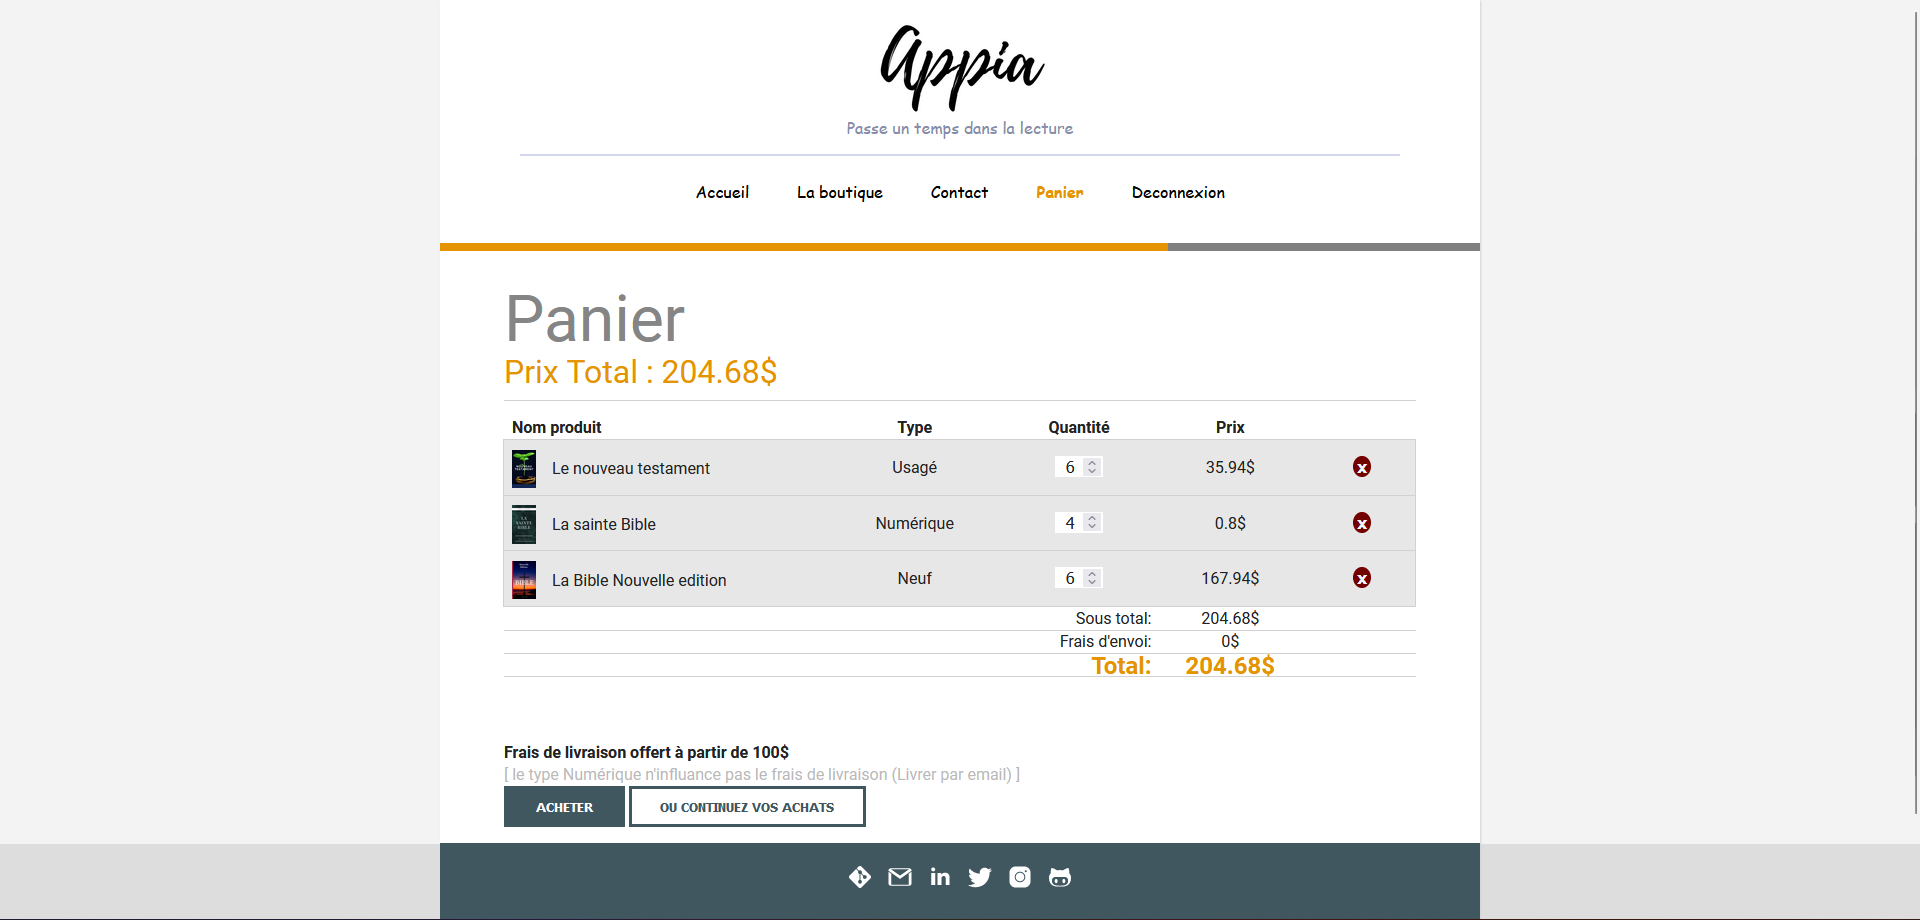 Appia
Passe un temps dans la lecture
Accueil La boutique Contact Panier Deconnexion
Panier
Prix Total : 204.68$
Nom produit Type Quantité Prix
Le nouveau testament Usagé 6 35.94$ x
La sainte Bible Numérique 4 0.8$ x
La Bible Nouvelle edition Neuf 6 167.94$ x
Sous total: 204.68$
Frais d'envoi: 0$
Total: 204.68$
Frais de livraison offert à partir de 100$
[ le type Numérique n'influance pas le frais de livraison (Livrer par email) ]
ACHETER OU CONTINUEZ VOS ACHATS
in